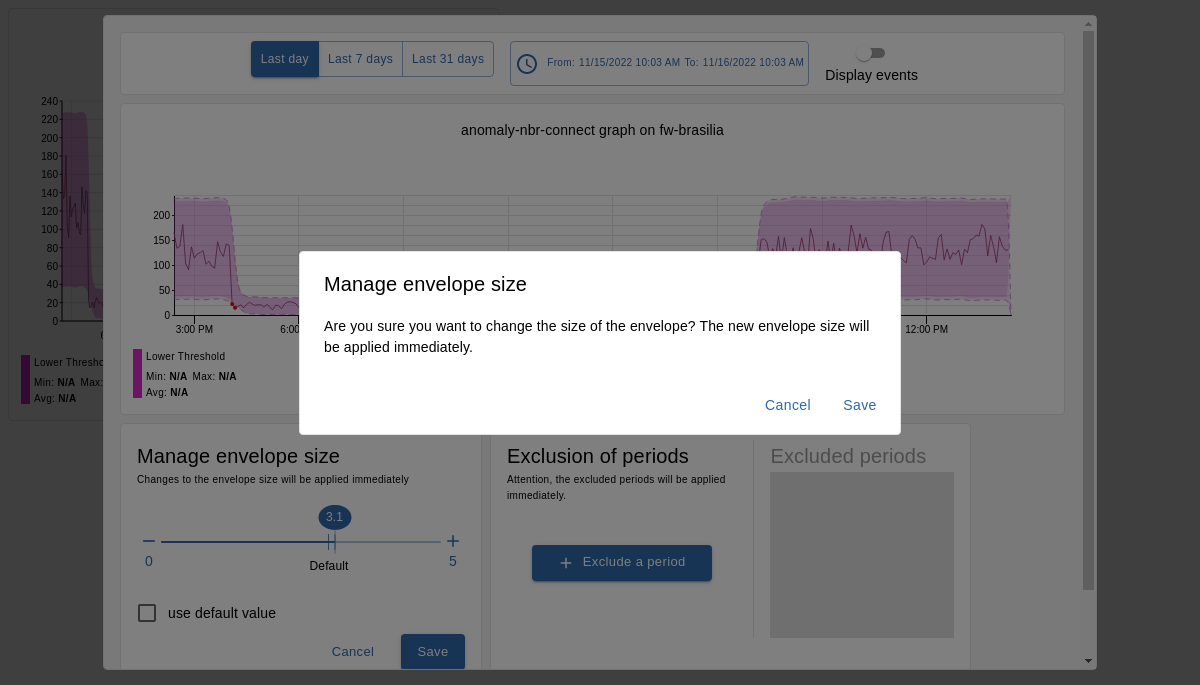 Last day
Last 7 days
Last 31 days
From: 11/15/2022 10:03 AM To: 11/16/2022 10:03 AM
Display events
anomaly-nbr-connect graph on fw-brasilia
240
220
200
180
160
140
120
100
80
60
40
20
0
Lower
Min: N/A Max:
Avg: N/A
200
150
100
50
0
3:00 PM
12:00 PM
Lower Threshold
Min: N/A Max: N/A
Avg: N/A
Manage envelope size
Are you sure you want to change the size of the envelope? The new envelope size will
be applied immediately.
Cancel
Save
Manage envelope size
Changes to the envelope size will be applied immediately
3.1
0
5
Default
use default value
Cancel
Save
Exclusion of periods
Attention, the excluded periods will be applied
immediately.
Exclude a period
Excluded periods